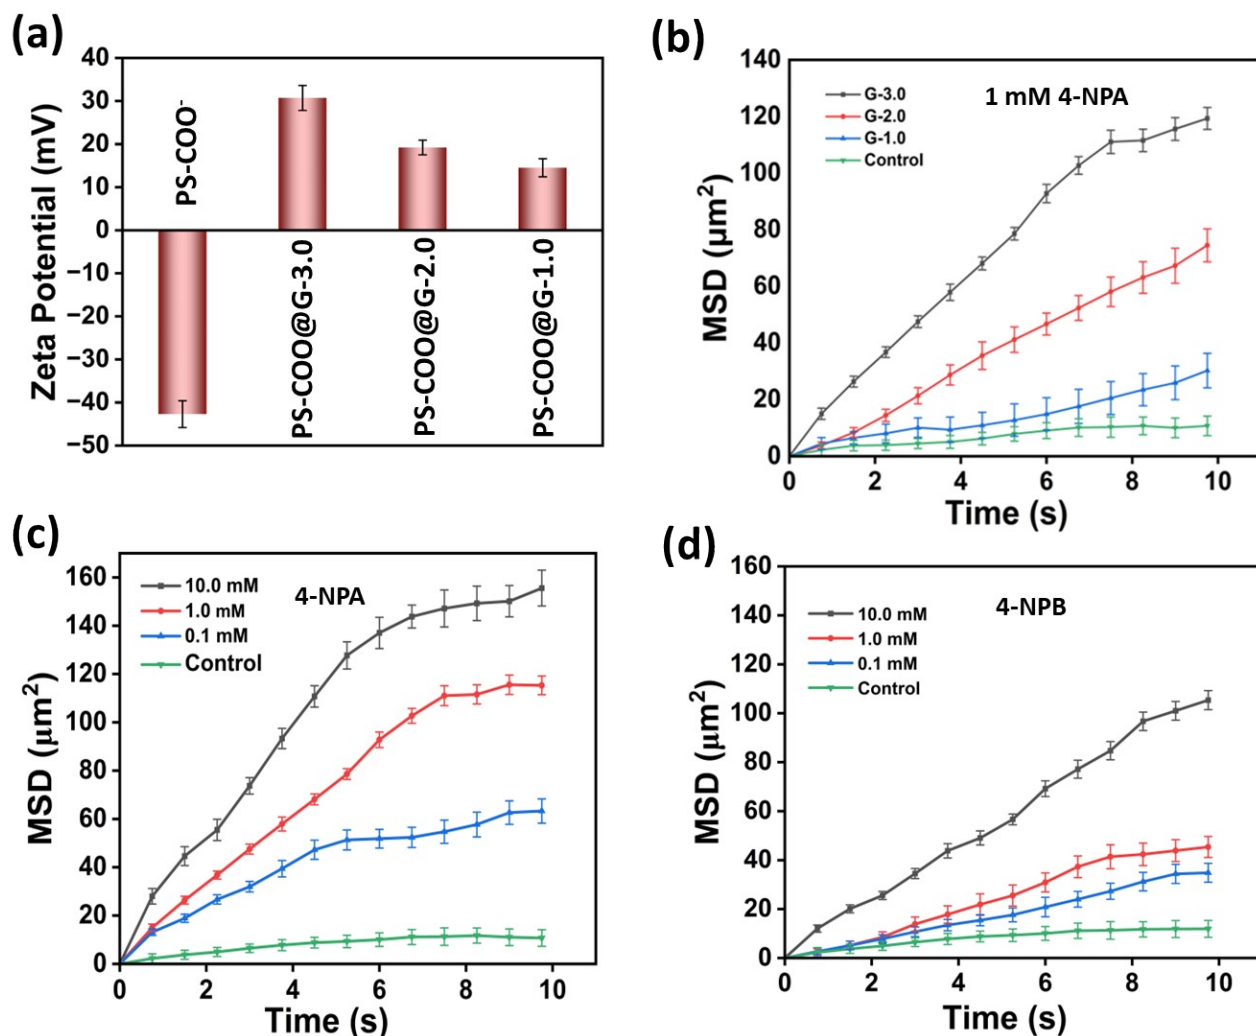 (a)
40
30
20
10
0
−10
−20
−30
−40
−50
Zeta Potential (mV)
PS-COO⁻
PS-COO@G-3.0
PS-COO@G-2.0
PS-COO@G-1.0
(b)
140
120
100
80
60
40
20
0
MSD (μm²)
G-3.0
G-2.0
G-1.0
Control
1 mM 4-NPA
0 2 4 6 8 10
Time (s)
(c)
160
140
120
100
80
60
40
20
0
MSD (μm²)
10.0 mM
1.0 mM
0.1 mM
Control
4-NPA
0 2 4 6 8 10
Time (s)
(d)
160
140
120
100
80
60
40
20
0
MSD (μm²)
10.0 mM
1.0 mM
0.1 mM
Control
4-NPB
0 2 4 6 8 10
Time (s)